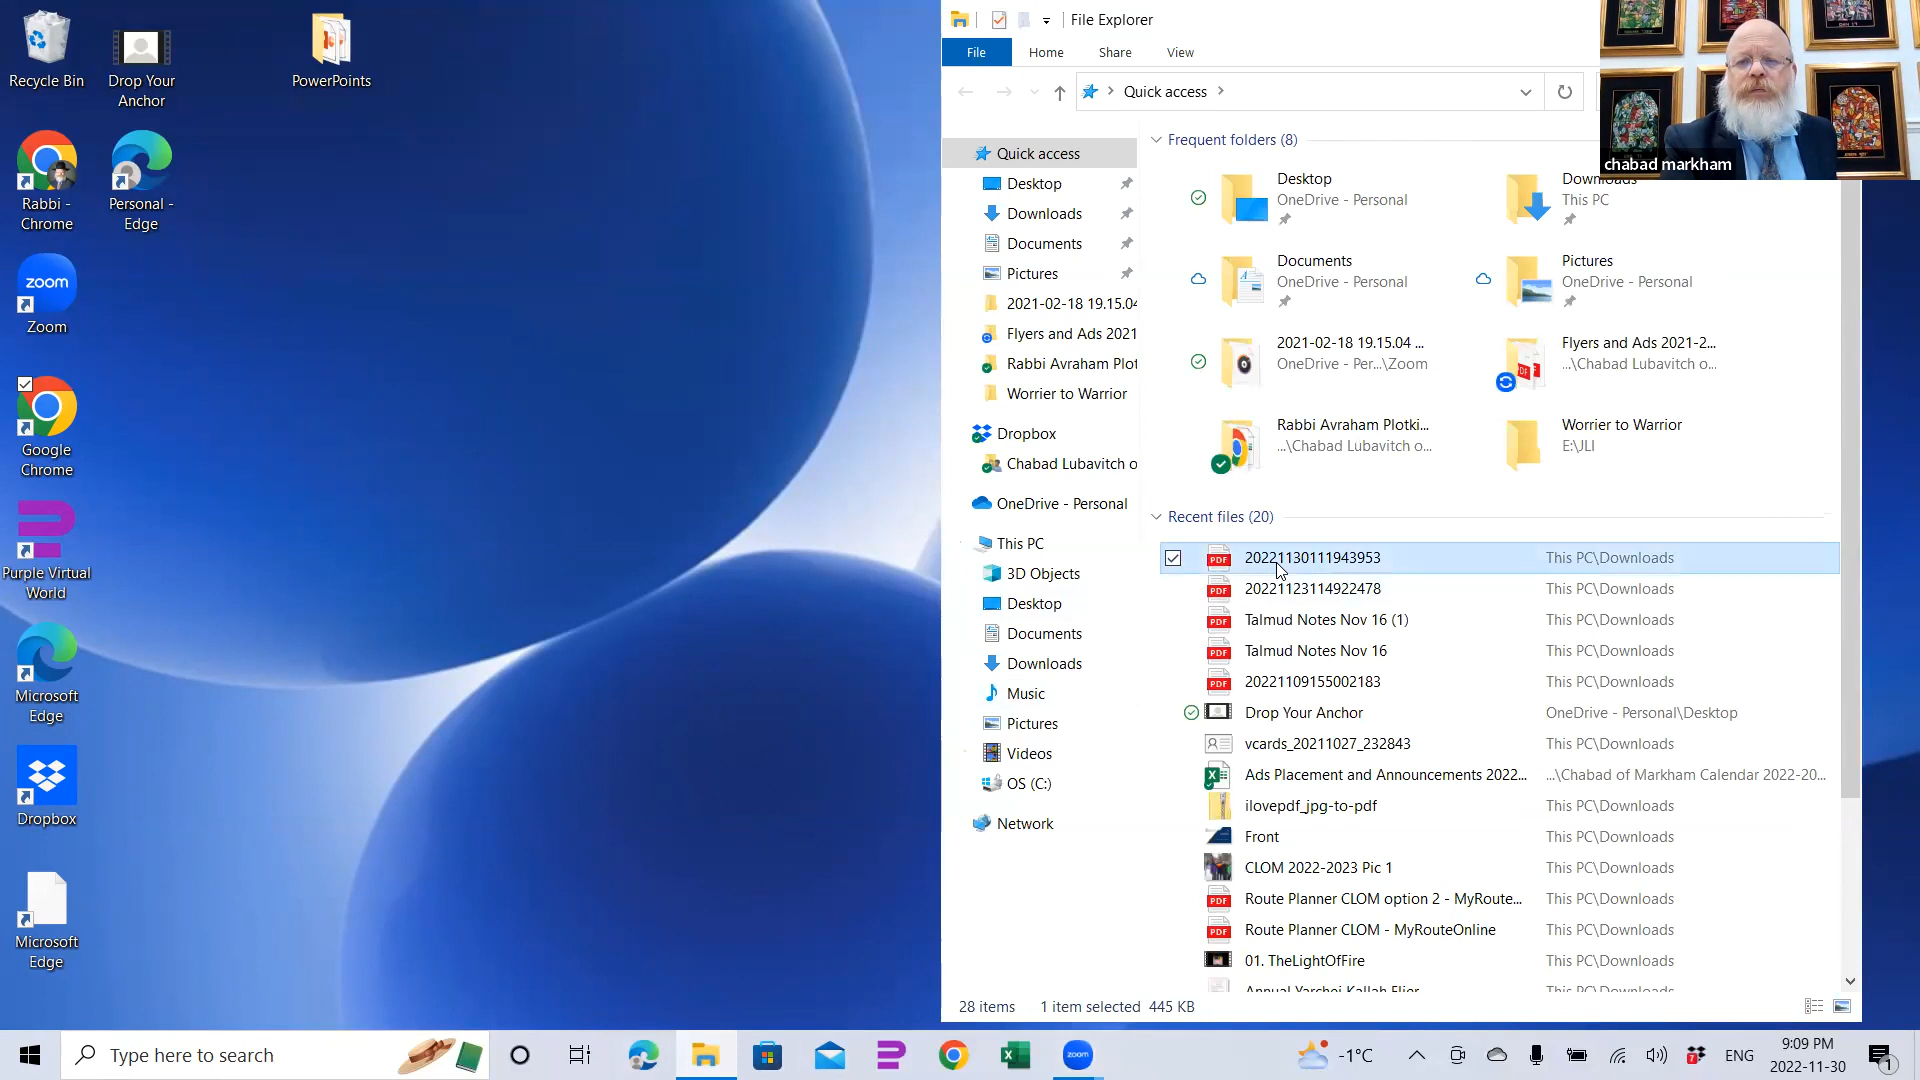 Recycle Bin
Drop Your
Anchor
PowerPoints
Rabbi -
Chrome
Personal -
Edge
zoom
Zoom
Google
Chrome
Purple Virtual
World
Microsoft
Edge
Dropbox
Microsoft
Edge
File Explorer
File
Home
Share
View
Quick access
Quick access
Desktop
Downloads
Documents
Pictures
2021-02-18 19.15.04
Flyers and Ads 2021
Rabbi Avraham Plot
Worrier to Warrior
Dropbox
Chabad Lubavitch o
OneDrive - Personal
This PC
3D Objects
Desktop
Documents
Downloads
Music
Pictures
Videos
OS (C:)
Network
Frequent folders (8)
Desktop
OneDrive - Personal
Downloads
This PC
Documents
OneDrive - Personal
Pictures
OneDrive - Personal
2021-02-18 19.15.04 ...
OneDrive - Per...\Zoom
Flyers and Ads 2021-2...
...\Chabad Lubavitch o...
Rabbi Avraham Plotki...
...\Chabad Lubavitch o...
Worrier to Warrior
E:\JLI
Recent files (20)
20221130111943953 This PC\Downloads
20221123114922478 This PC\Downloads
Talmud Notes Nov 16 (1) This PC\Downloads
Talmud Notes Nov 16 This PC\Downloads
20221109155002183 This PC\Downloads
Drop Your Anchor OneDrive - Personal\Desktop
vcards_20211027_232843 This PC\Downloads
Ads Placement and Announcements 2022... ...\Chabad of Markham Calendar 2022-20...
ilovepdf_jpg-to-pdf This PC\Downloads
Front This PC\Downloads
CLOM 2022-2023 Pic 1 This PC\Downloads
Route Planner CLOM option 2 - MyRoute... This PC\Downloads
Route Planner CLOM - MyRouteOnline This PC\Downloads
01. TheLightOfFire This PC\Downloads
Annual Yarchei Kallah Flier This PC\Downloads
28 items 1 item selected 445 KB
chabad markham
Type here to search
zoom
-1°C
ENG
9:09 PM
2022-11-30
1